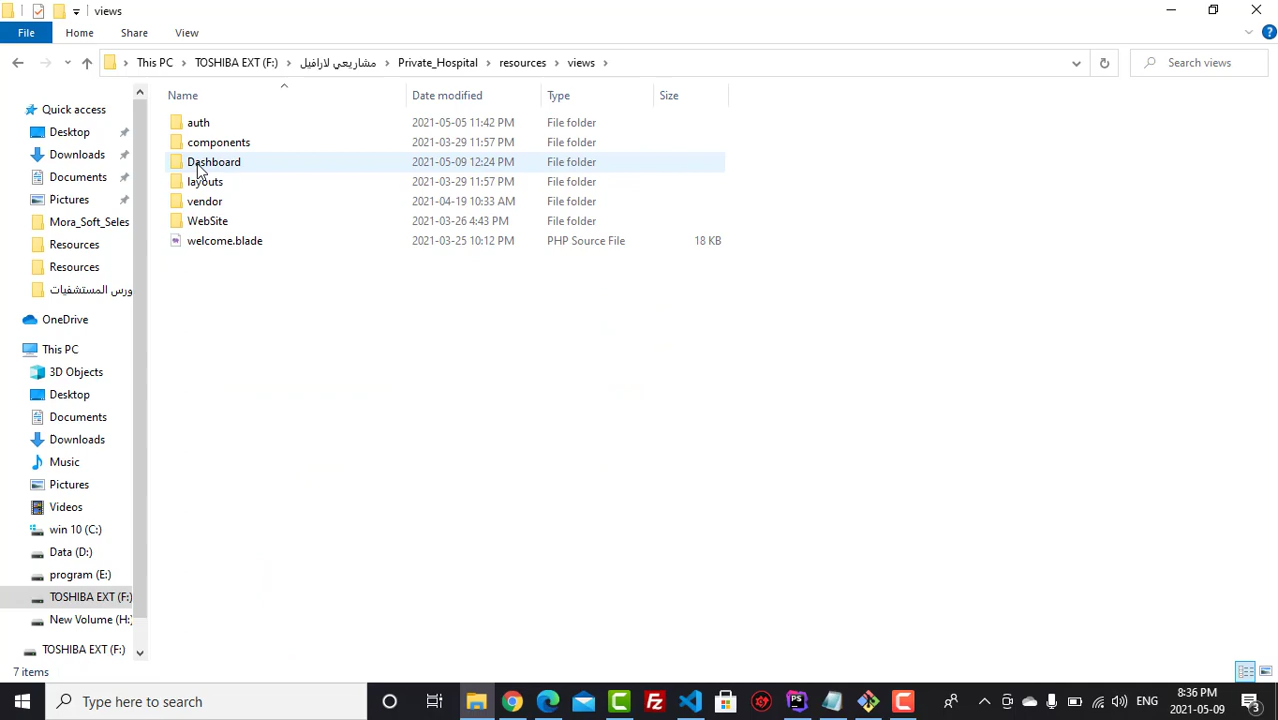 views
File
Home
Share
View
This PC
TOSHIBA EXT (F:)
مشاريعي لارافيل
Private_Hospital
resources
views
Search views
Name
Date modified
Type
Size
Quick access
Desktop
Downloads
Documents
Pictures
Mora_Soft_Seles
Resources
Resources
ورس المستشفيات
OneDrive
This PC
3D Objects
Desktop
Documents
Downloads
Music
Pictures
Videos
win 10 (C:)
Data (D:)
program (E:)
TOSHIBA EXT (F:)
New Volume (H:)
TOSHIBA EXT (F:)
auth 2021-05-05 11:42 PM File folder
components 2021-03-29 11:57 PM File folder
Dashboard 2021-05-09 12:24 PM File folder
layouts 2021-03-29 11:57 PM File folder
vendor 2021-04-19 10:33 AM File folder
WebSite 2021-03-26 4:43 PM File folder
welcome.blade 2021-03-25 10:12 PM PHP Source File 18 KB
7 items
Type here to search
ENG
8:36 PM
2021-05-09
3